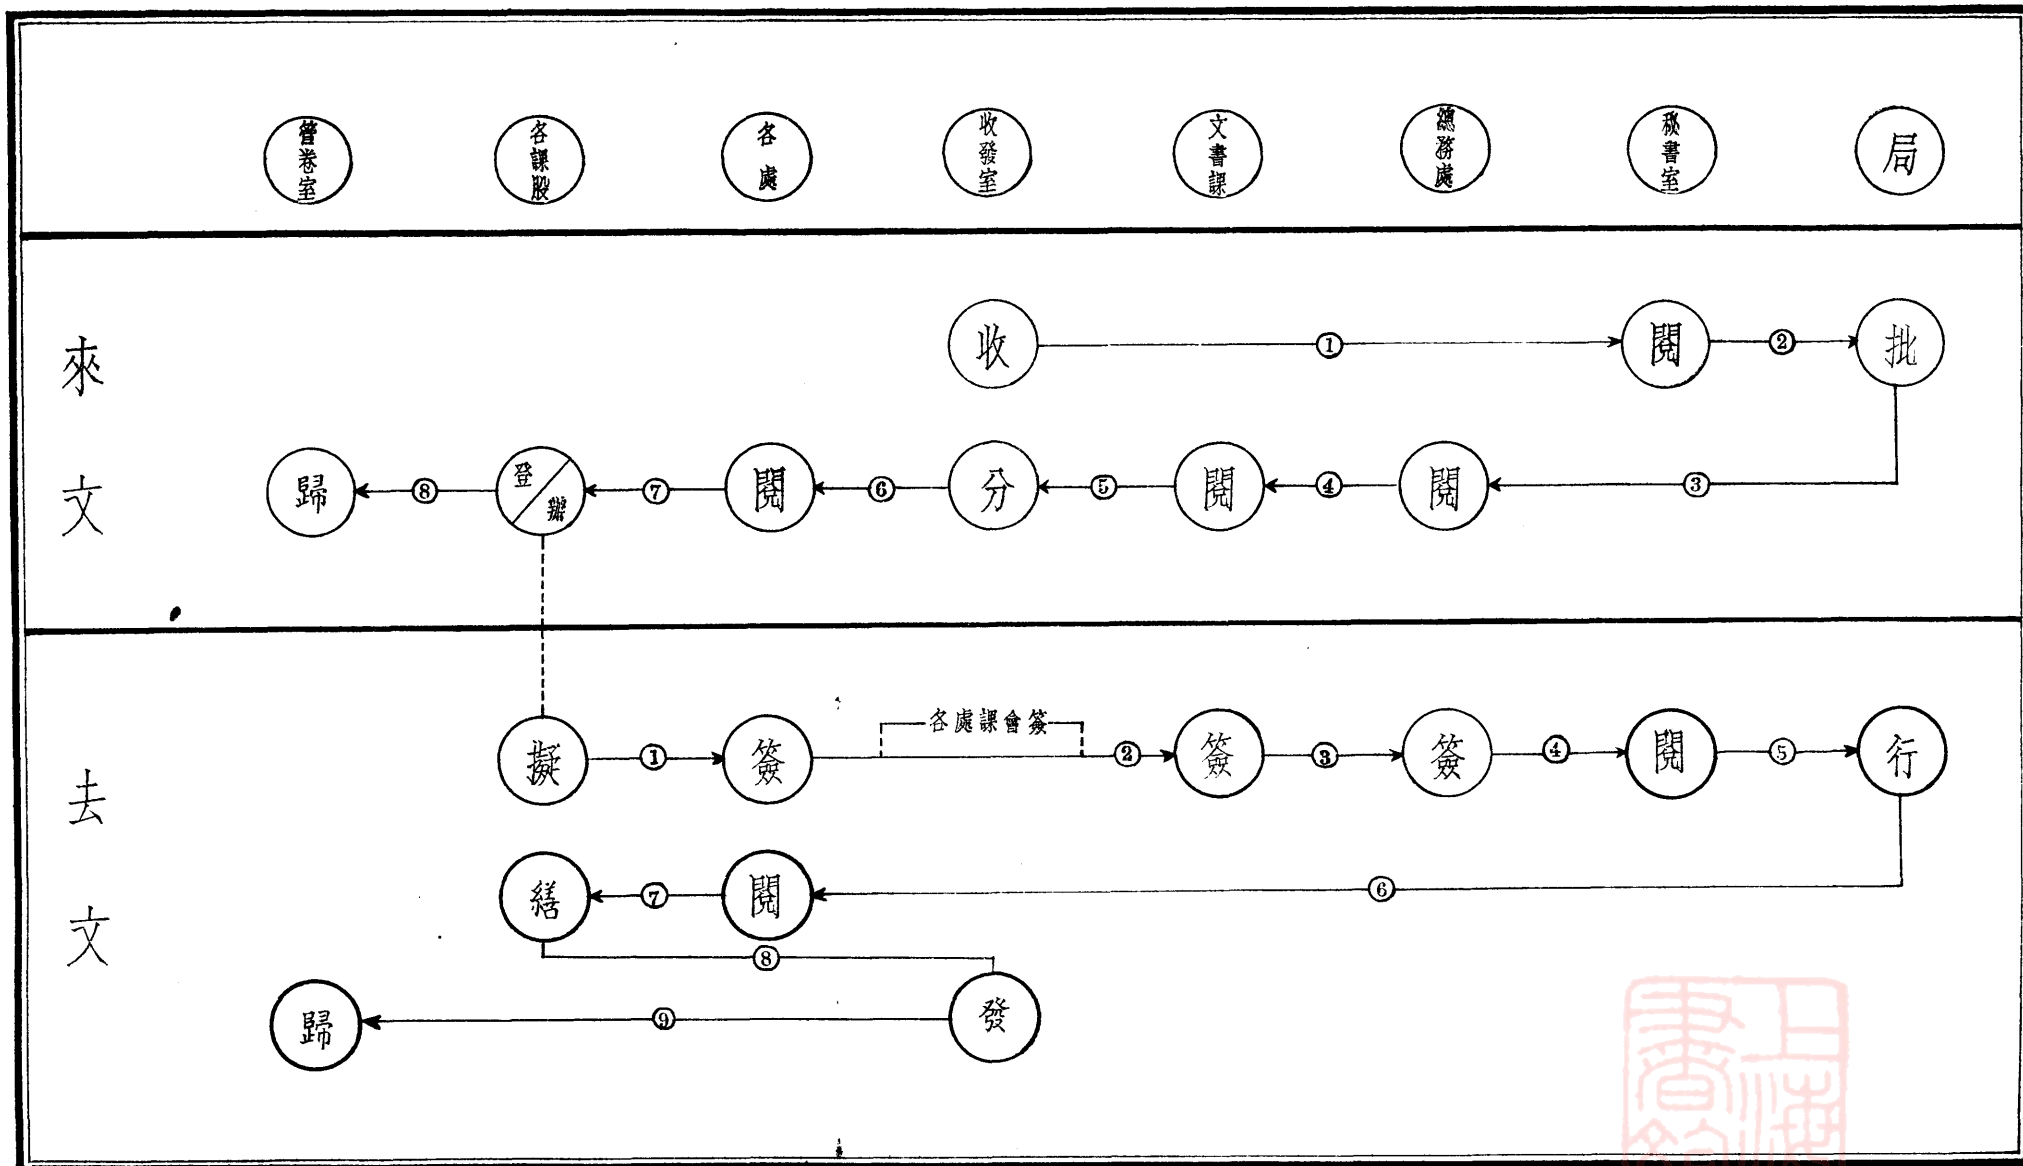 管卷室
各課股
各處
收發室
文書課
總務處
秘書室
局
來文
收
①
閱
②
批
歸
⑧
登
辦
⑦
閱
⑥
分
⑤
閱
④
閱
③
去文
擬
①
簽
各處課會簽
②
簽
③
簽
④
閱
⑤
行
繕
⑦
閱
⑥
⑧
歸
⑨
發
上海